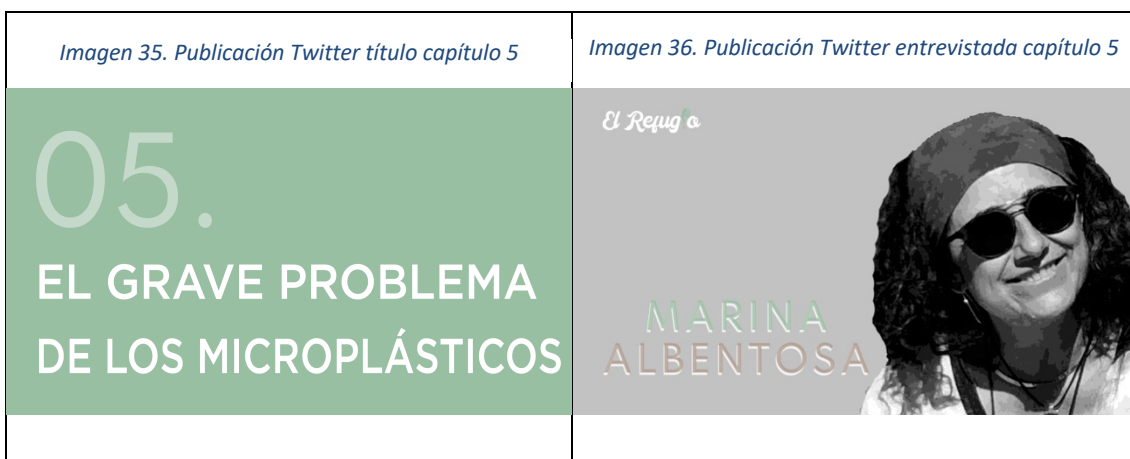 Imagen 35. Publicación Twitter título capítulo 5
Imagen 36. Publicación Twitter entrevistada capítulo 5
05.
EL GRAVE PROBLEMA
DE LOS MICROPLÁSTICOS
El Refugio
MARINA
ALBENTOSA